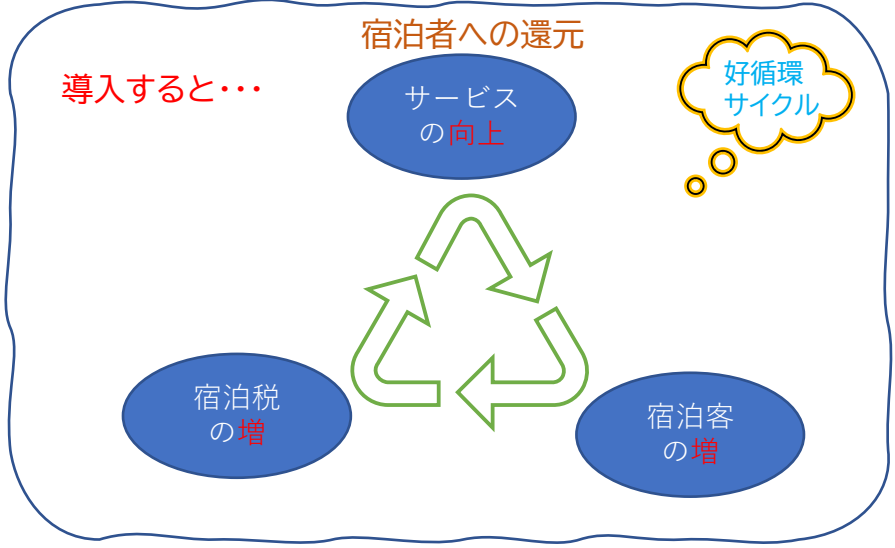 宿泊者への還元
導入すると・・・
サービス
の向上
好循環
サイクル
宿泊税
の増
宿泊客
の増